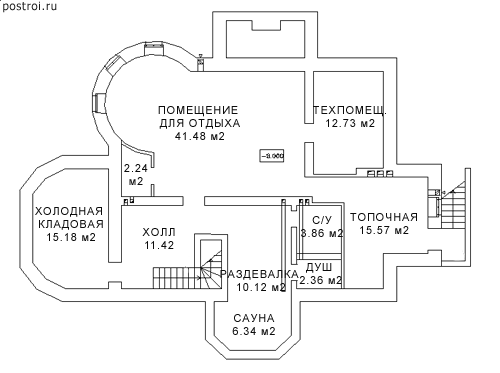 postroi.ru
ПОМЕЩЕНИЕ
ДЛЯ ОТДЫХА
41.48 м2
ТЕХПОМЕЩ.
12.73 м2
-3.000
2.24
м2
ХОЛОДНАЯ
КЛАДОВАЯ
15.18 м2
ХОЛЛ
11.42
С/У
3.86 м2
ТОПОЧНАЯ
15.57 м2
РАЗДЕВАЛКА
10.12 м2
ДУШ
2.36 м2
САУНА
6.34 м2